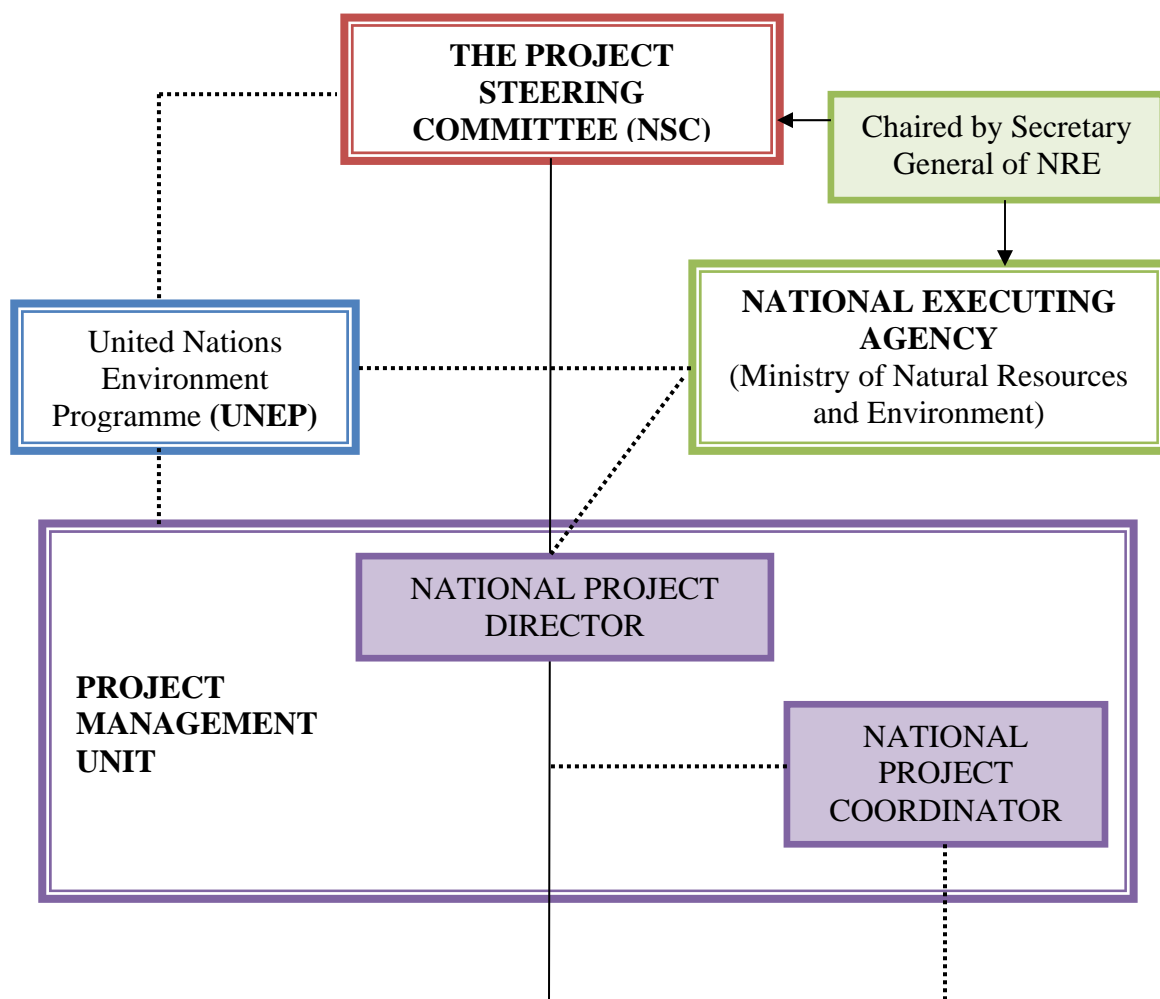 THE PROJECT
STEERING
COMMITTEE (NSC)
Chaired by Secretary
General of NRE
United Nations
Environment
Programme (UNEP)
NATIONAL EXECUTING
AGENCY
(Ministry of Natural Resources
and Environment)
NATIONAL PROJECT
DIRECTOR
PROJECT
MANAGEMENT
UNIT
NATIONAL
PROJECT
COORDINATOR